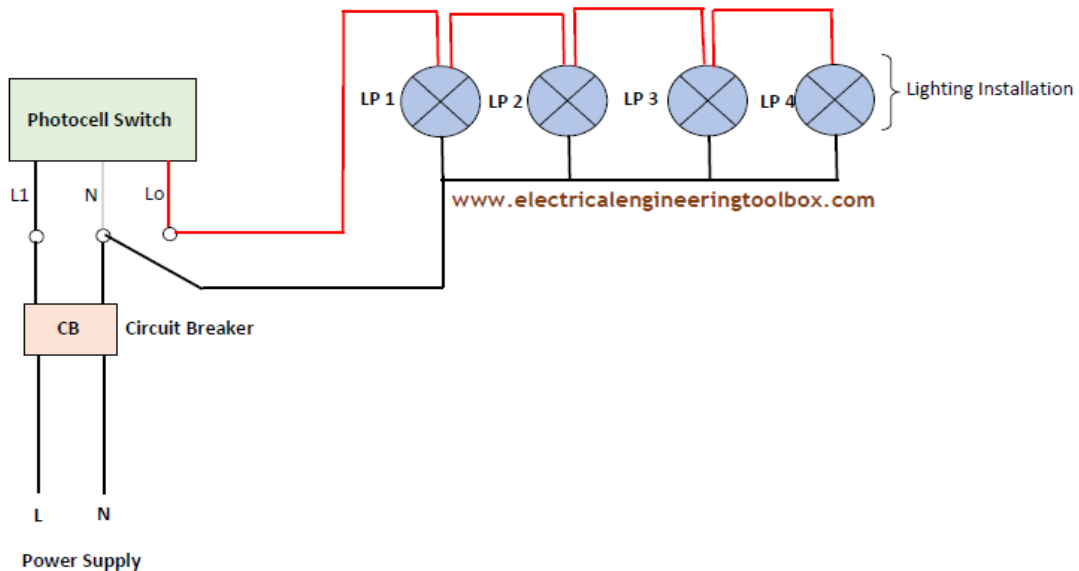 Photocell Switch
LP 1
LP 2
LP 3
LP 4
Lighting Installation
L1
N
Lo
www.electricalengineeringtoolbox.com
CB
Circuit Breaker
L
N
Power Supply